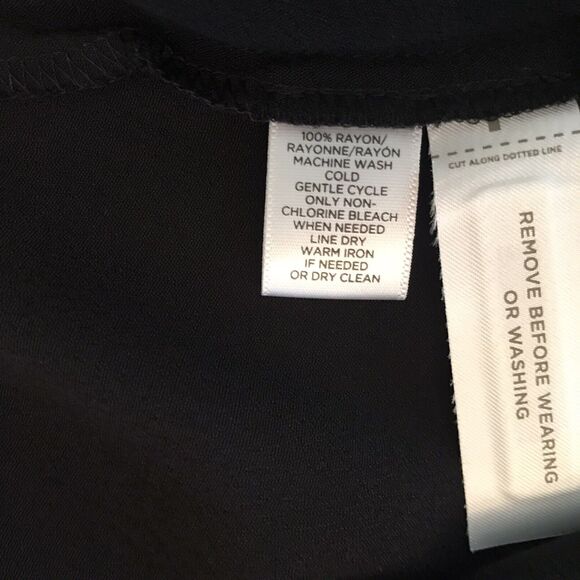 100% RAYON/
RAYONNE/RAYÓN
MACHINE WASH
COLD
GENTLE CYCLE
ONLY NON-
CHLORINE BLEACH
WHEN NEEDED
LINE DRY
WARM IRON
IF NEEDED
OR DRY CLEAN
CUT ALONG DOTTED LINE
REMOVE BEFORE WEARING
OR WASHING